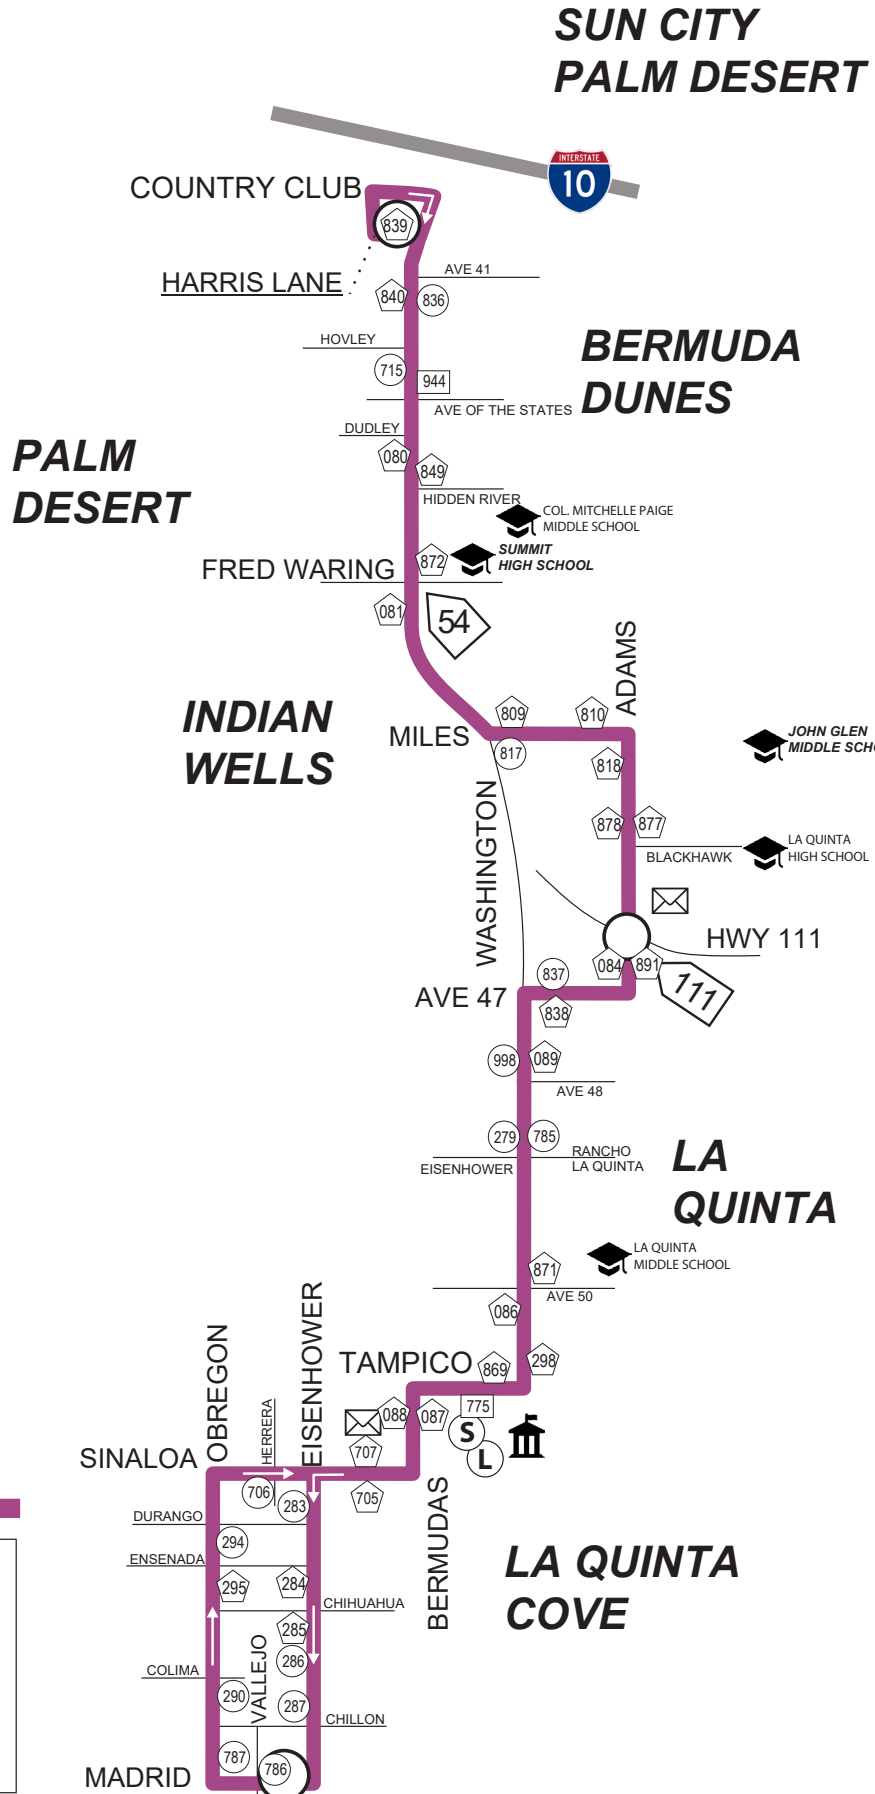 SUN CITY
PALM DESERT
INTERSTATE
10
COUNTRY CLUB
839
HARRIS LANE
AVE 41
840
836
HOVLEY
BERMUDA
DUNES
715
944
AVE OF THE STATES
DUDLEY
PALM
DESERT
080
849
HIDDEN RIVER
COL. MITCHELLE PAIGE
MIDDLE SCHOOL
SUMMIT
HIGH SCHOOL
872
FRED WARING
081
54
ADAMS
INDIAN
WELLS
809
810
MILES
817
818
JOHN GLEN
MIDDLE SCHO
WASHINGTON
878
877
BLACKHAWK
LA QUINTA
HIGH SCHOOL
HWY 111
084
891
111
837
AVE 47
838
998
089
AVE 48
279
785
EISENHOWER
RANCHO
LA QUINTA
LA
QUINTA
LA QUINTA
MIDDLE SCHOOL
871
AVE 50
086
298
TAMPICO
869
775
088
087
S
L
OBREGON
HERRERA
EISENHOWER
707
SINALOA
706
283
705
BERMUDAS
DURANGO
294
ENSENADA
295
284
CHIHUAHUA
285
LA QUINTA
COVE
286
COLIMA
VALLEJO
290
287
CHILLON
787
786
MADRID